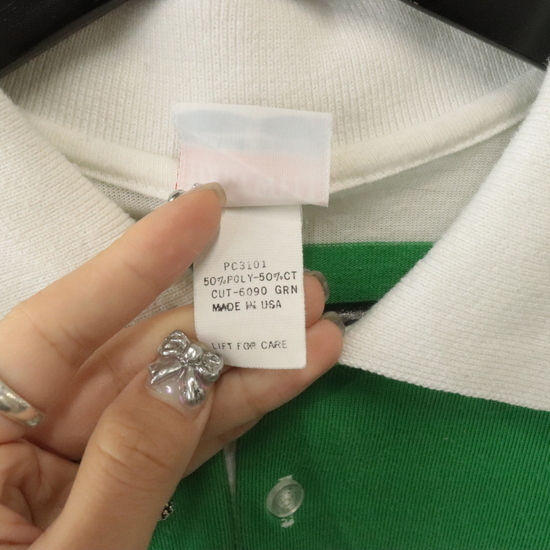 PC3101
50%POLY-50%CT
CUT-6090 GRN
MADE IN USA
LIFT FOR CARE